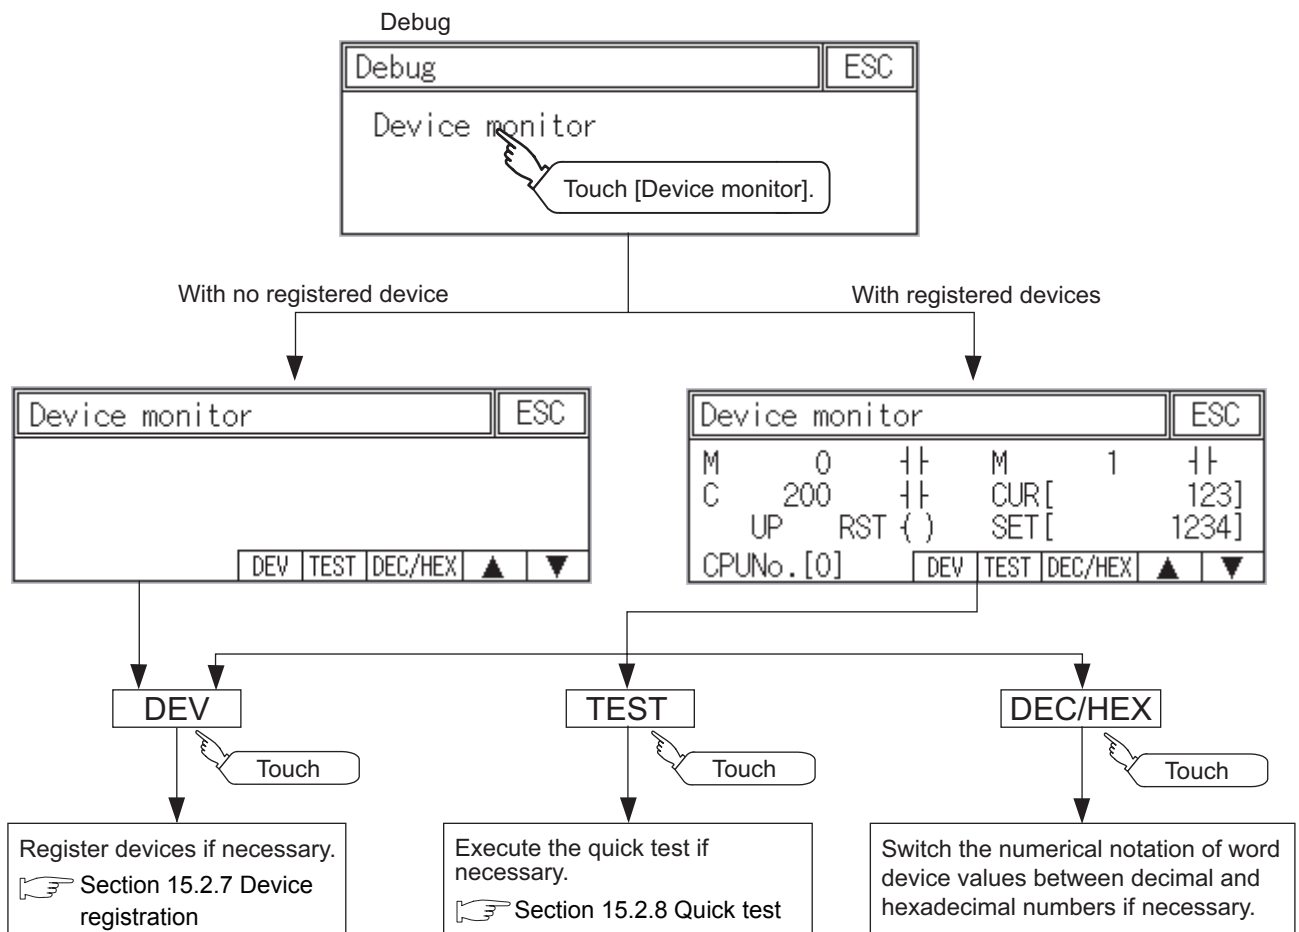 Debug
Debug ESC
Device monitor
Touch [Device monitor].
With no registered device
With registered devices
Device monitor ESC
DEV TEST DEC/HEX ▲ ▼
Device monitor ESC
M 0 ┤├ M 1 ┤├
C 200 ┤├ CUR[ 123]
UP RST ( ) SET[ 1234]
CPUNo.[0] DEV TEST DEC/HEX ▲ ▼
DEV
TEST
DEC/HEX
Touch
Touch
Touch
Register devices if necessary.
Section 15.2.7 Device
registration
Execute the quick test if
necessary.
Section 15.2.8 Quick test
Switch the numerical notation of word
device values between decimal and
hexadecimal numbers if necessary.